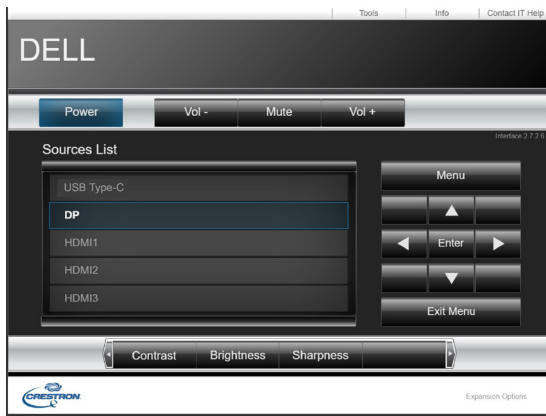 Tools Info Contact IT Help
DELL
Power Vol - Mute Vol +
Interface 2.7.2.6
Sources List
Menu
USB Type-C
DP
HDMI1
Enter
HDMI2
HDMI3
Exit Menu
Contrast Brightness Sharpness
CRESTRON
Expansion Options